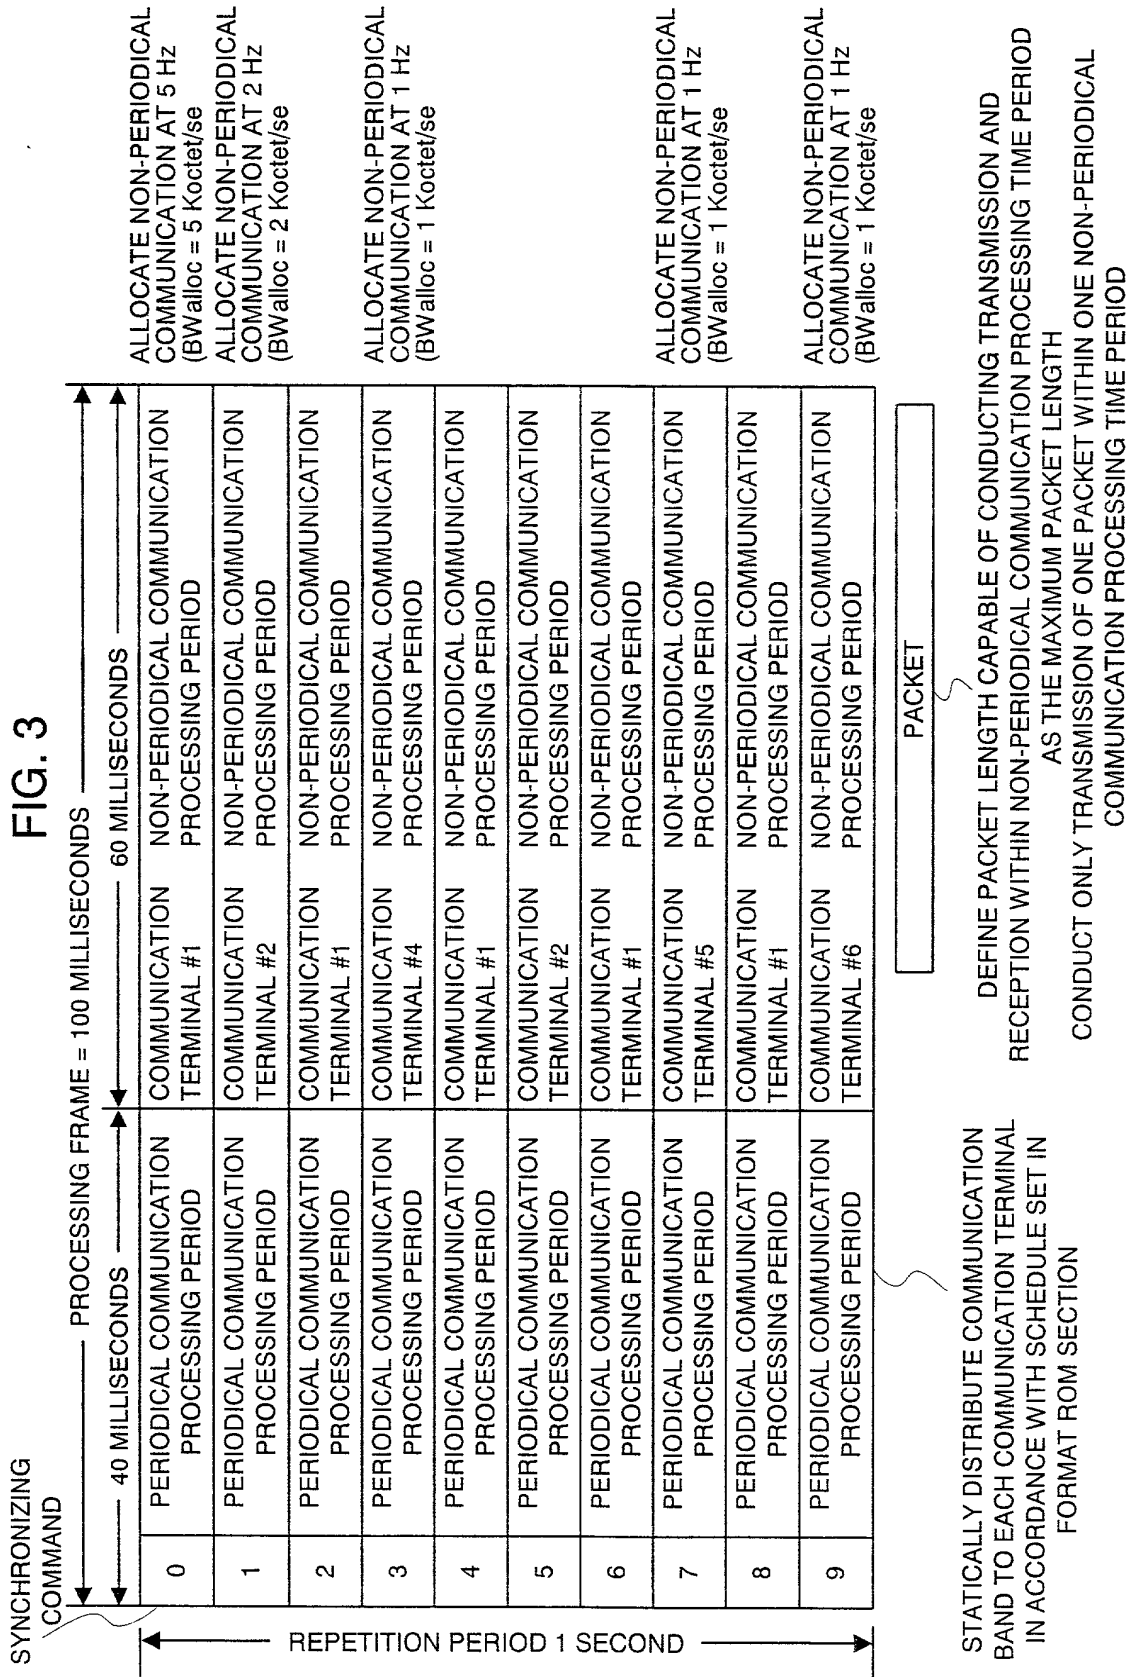 FIG. 3
SYNCHRONIZING
COMMAND
PROCESSING FRAME = 100 MILLISECONDS
40 MILLISECONDS
60 MILLISECONDS
REPETITION PERIOD 1 SECOND
0
PERIODICAL COMMUNICATION
PROCESSING PERIOD
COMMUNICATION
TERMINAL #1
NON-PERIODICAL COMMUNICATION
PROCESSING PERIOD
ALLOCATE NON-PERIODICAL
COMMUNICATION AT 5 Hz
(BWalloc = 5 Koctet/se
1
PERIODICAL COMMUNICATION
PROCESSING PERIOD
COMMUNICATION
TERMINAL #2
NON-PERIODICAL COMMUNICATION
PROCESSING PERIOD
ALLOCATE NON-PERIODICAL
COMMUNICATION AT 2 Hz
(BWalloc = 2 Koctet/se
2
PERIODICAL COMMUNICATION
PROCESSING PERIOD
COMMUNICATION
TERMINAL #1
NON-PERIODICAL COMMUNICATION
PROCESSING PERIOD
3
PERIODICAL COMMUNICATION
PROCESSING PERIOD
COMMUNICATION
TERMINAL #4
NON-PERIODICAL COMMUNICATION
PROCESSING PERIOD
ALLOCATE NON-PERIODICAL
COMMUNICATION AT 1 Hz
(BWalloc = 1 Koctet/se
4
PERIODICAL COMMUNICATION
PROCESSING PERIOD
COMMUNICATION
TERMINAL #1
NON-PERIODICAL COMMUNICATION
PROCESSING PERIOD
5
PERIODICAL COMMUNICATION
PROCESSING PERIOD
COMMUNICATION
TERMINAL #2
NON-PERIODICAL COMMUNICATION
PROCESSING PERIOD
6
PERIODICAL COMMUNICATION
PROCESSING PERIOD
COMMUNICATION
TERMINAL #1
NON-PERIODICAL COMMUNICATION
PROCESSING PERIOD
7
PERIODICAL COMMUNICATION
PROCESSING PERIOD
COMMUNICATION
TERMINAL #5
NON-PERIODICAL COMMUNICATION
PROCESSING PERIOD
ALLOCATE NON-PERIODICAL
COMMUNICATION AT 1 Hz
(BWalloc = 1 Koctet/se
8
PERIODICAL COMMUNICATION
PROCESSING PERIOD
COMMUNICATION
TERMINAL #1
NON-PERIODICAL COMMUNICATION
PROCESSING PERIOD
9
PERIODICAL COMMUNICATION
PROCESSING PERIOD
COMMUNICATION
TERMINAL #6
NON-PERIODICAL COMMUNICATION
PROCESSING PERIOD
ALLOCATE NON-PERIODICAL
COMMUNICATION AT 1 Hz
(BWalloc = 1 Koctet/se
PACKET
STATICALLY DISTRIBUTE COMMUNICATION
BAND TO EACH COMMUNICATION TERMINAL
IN ACCORDANCE WITH SCHEDULE SET IN
FORMAT ROM SECTION
DEFINE PACKET LENGTH CAPABLE OF CONDUCTING TRANSMISSION AND
RECEPTION WITHIN NON-PERIODICAL COMMUNICATION PROCESSING TIME PERIOD
AS THE MAXIMUM PACKET LENGTH
CONDUCT ONLY TRANSMISSION OF ONE PACKET WITHIN ONE NON-PERIODICAL
COMMUNICATION PROCESSING TIME PERIOD